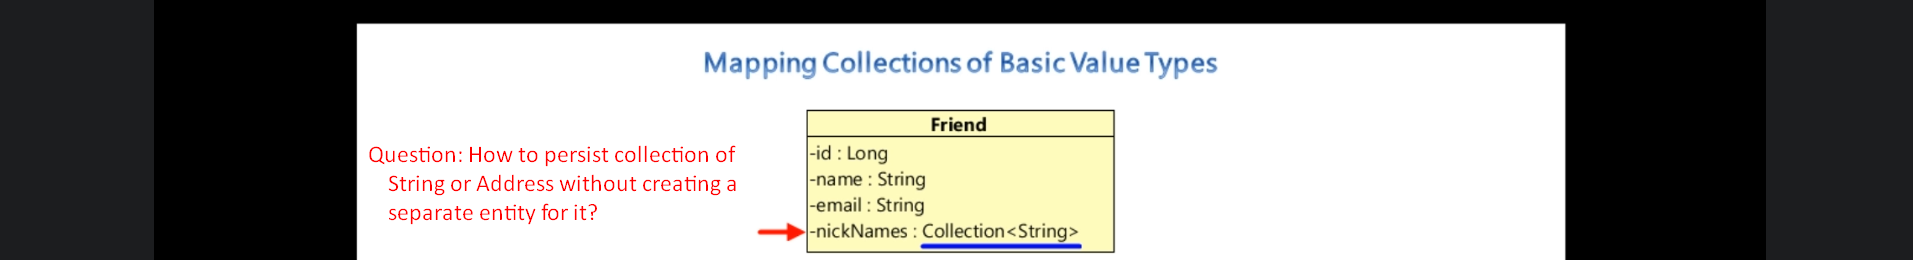 Mapping Collections of Basic Value Types
Question: How to persist collection of
String or Address without creating a
separate entity for it?
Friend
-id : Long
-name : String
-email : String
-nickNames : Collection<String>